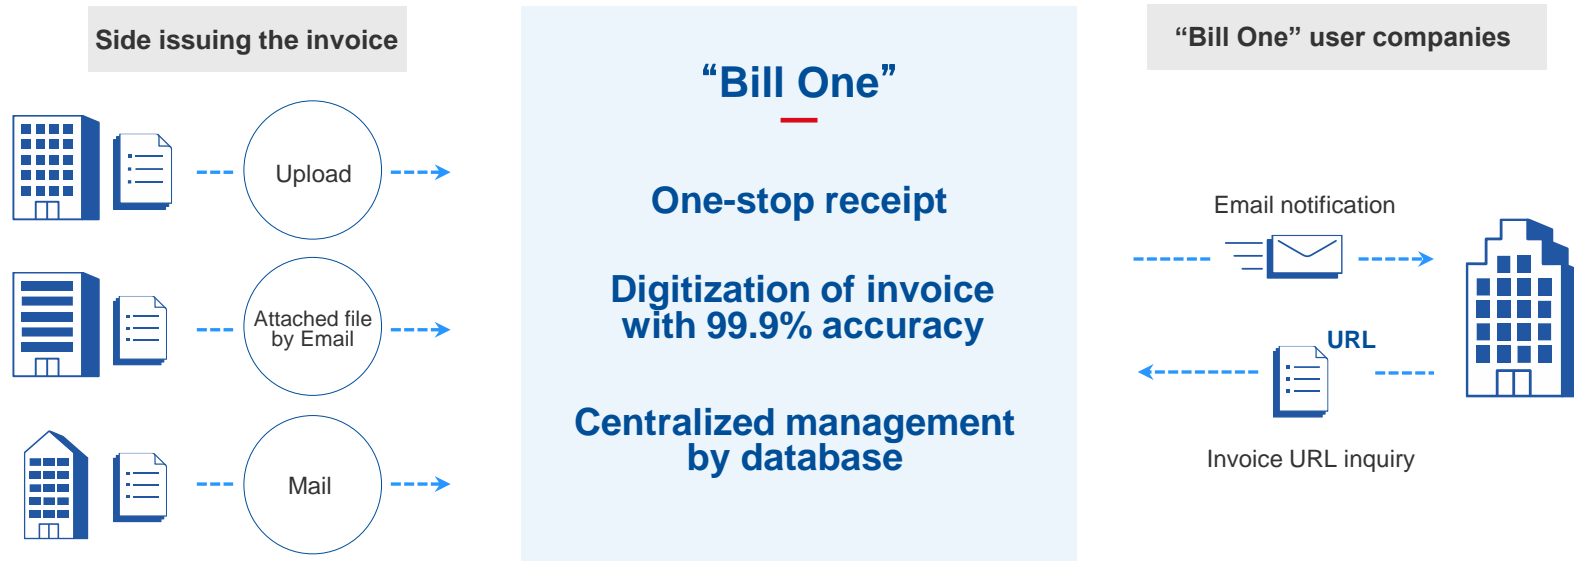 Side issuing the invoice
Upload
Attached file
by Email
Mail
“Bill One”
One-stop receipt
Digitization of invoice
with 99.9% accuracy
Centralized management
by database
“Bill One” user companies
Email notification
URL
Invoice URL inquiry